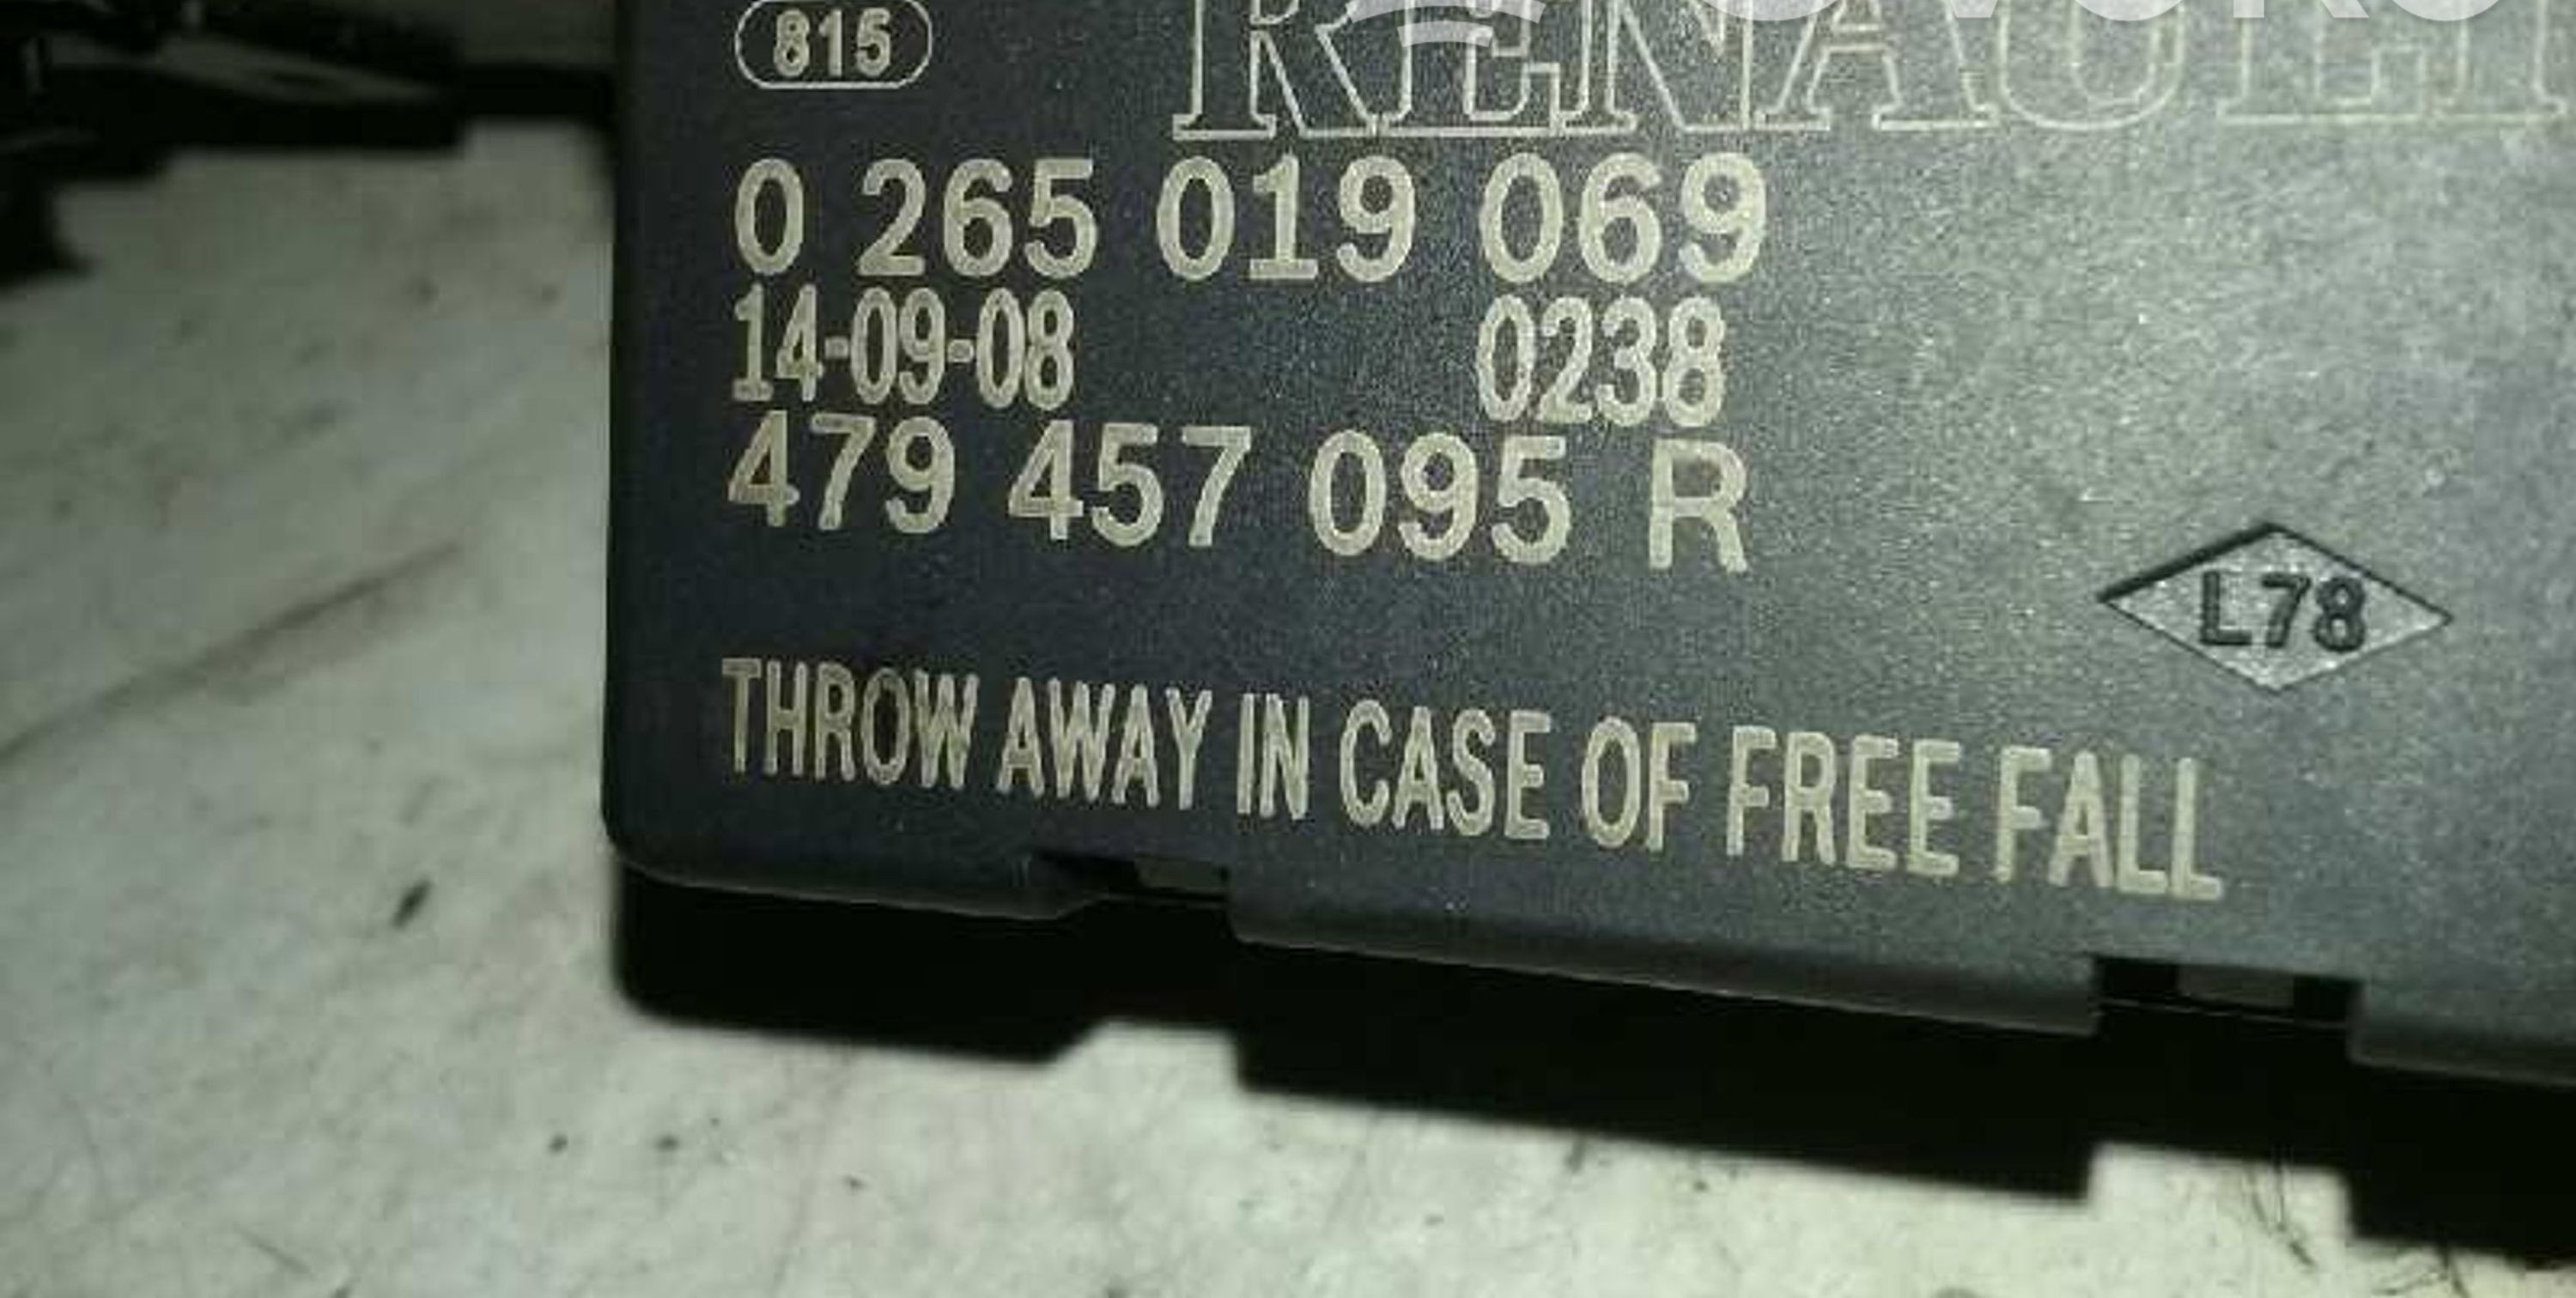 815
RENAULT
0 265 019 069
14-09-08 0238
479 457 095 R
L78
THROW AWAY IN CASE OF FREE FALL